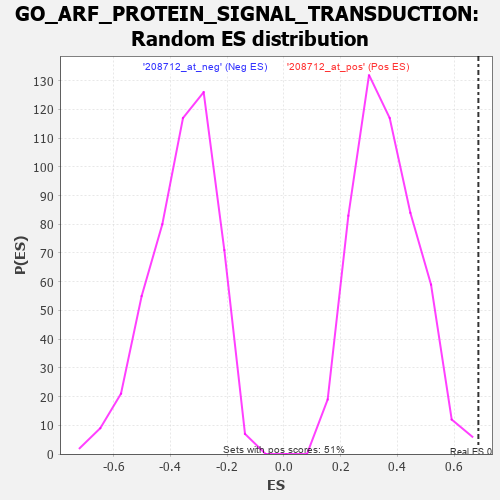 GO_ARF_PROTEIN_SIGNAL_TRANSDUCTION:
Random ES distribution
'208712_at_neg' (Neg ES) '208712_at_pos' (Pos ES)
130
120
110
100
90
80
70
60
50
40
30
20
10
0
P(ES)
Sets with pos scores: 51%
Real ES 0
-0.6 -0.4 -0.2 0.0 0.2 0.4 0.6
ES